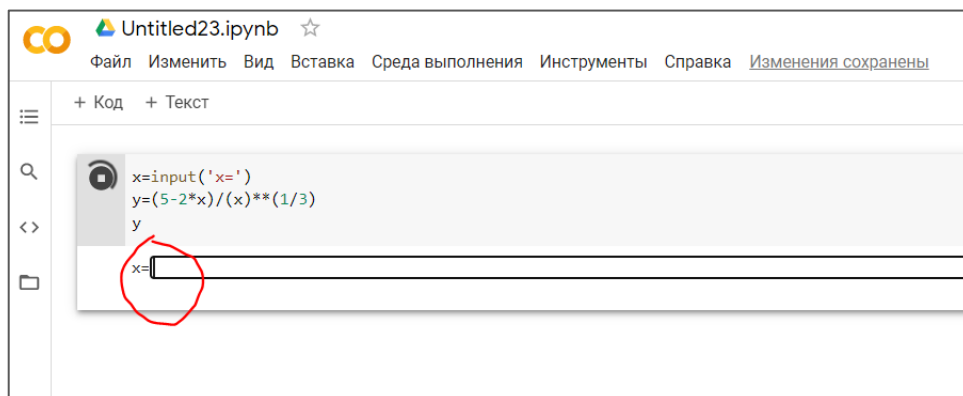 Untitled23.ipynb
Файл Изменить Вид Вставка Среда выполнения Инструменты Справка Изменения сохранены
+ Код + Текст
x=input('x=')
y=(5-2*x)/(x)**(1/3)
y
x=